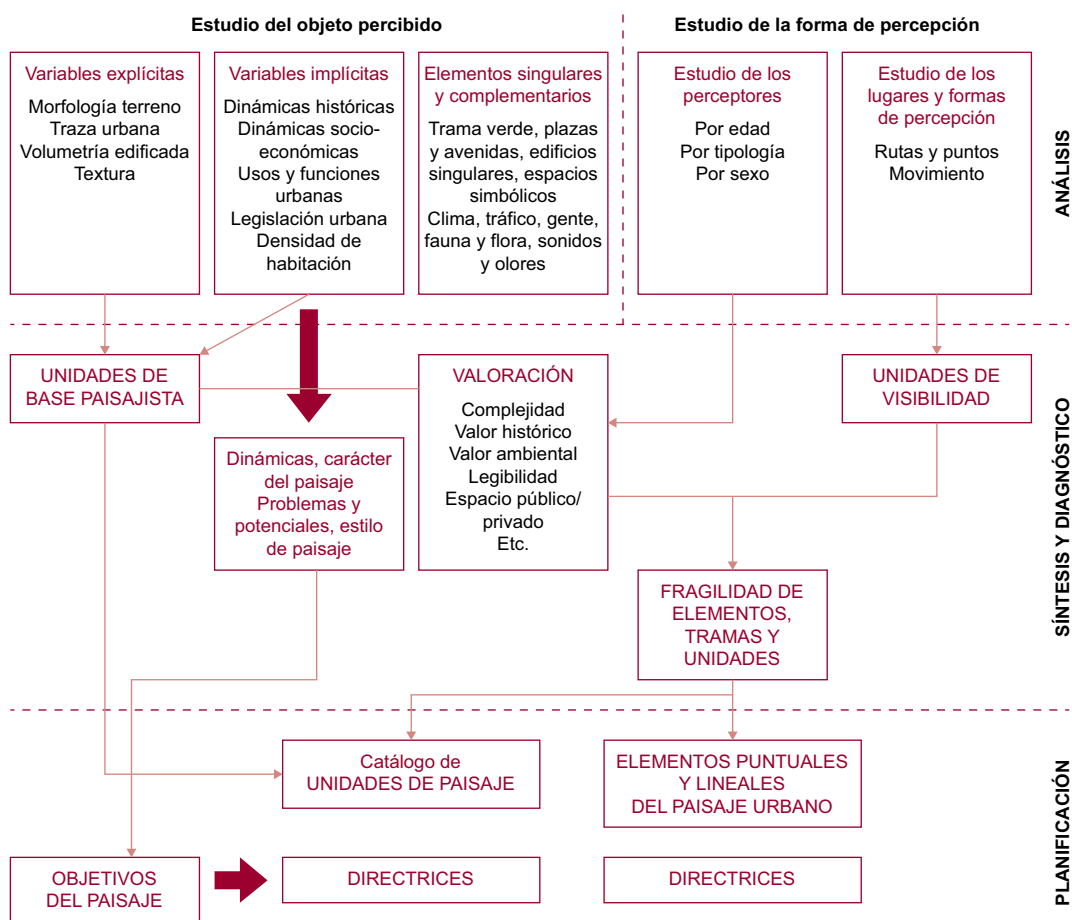 Estudio del objeto percibido
Estudio de la forma de percepción
Variables explícitas
Morfología terreno
Traza urbana
Volumetría edificada
Textura
Variables implícitas
Dinámicas históricas
Dinámicas socio-
económicas
Usos y funciones
urbanas
Legislación urbana
Densidad de
habitación
Elementos singulares
y complementarios
Trama verde, plazas
y avenidas, edificios
singulares, espacios
simbólicos
Clima, tráfico, gente,
fauna y flora, sonidos
y olores
Estudio de los
perceptores
Por edad
Por tipología
Por sexo
Estudio de los
lugares y formas
de percepción
Rutas y puntos
Movimiento
ANÁLISIS
UNIDADES DE
BASE PAISAJISTA
Dinámicas, carácter
del paisaje
Problemas y
potenciales, estilo
de paisaje
VALORACIÓN
Complejidad
Valor histórico
Valor ambiental
Legibilidad
Espacio público/
privado
Etc.
UNIDADES DE
VISIBILIDAD
FRAGILIDAD DE
ELEMENTOS,
TRAMAS Y
UNIDADES
SÍNTESIS Y DIAGNÓSTICO
Catálogo de
UNIDADES DE PAISAJE
ELEMENTOS PUNTUALES
Y LINEALES
DEL PAISAJE URBANO
OBJETIVOS
DEL PAISAJE
DIRECTRICES
DIRECTRICES
PLANIFICACIÓN